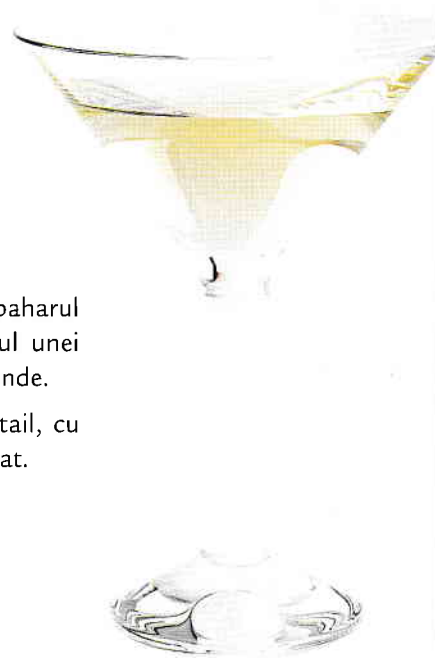 paharul
ul unei
nde.
tail, cu
at.